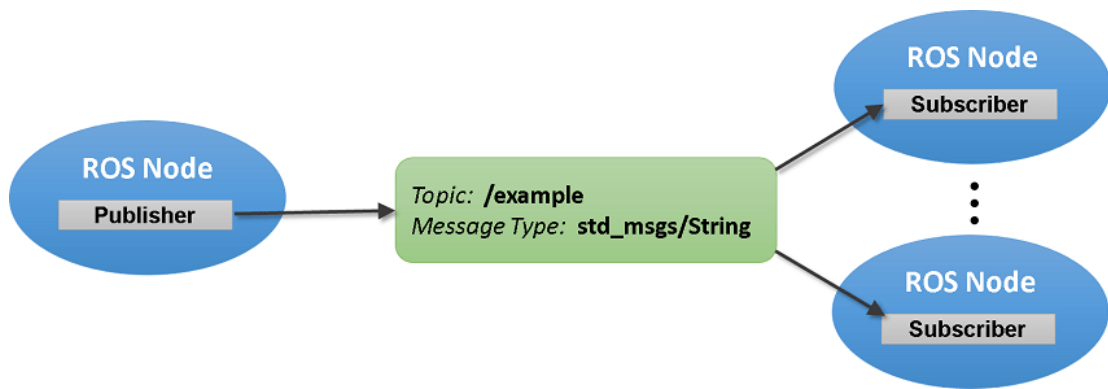 ROS Node
Publisher
Topic: /example
Message Type: std_msgs/String
ROS Node
Subscriber
ROS Node
Subscriber